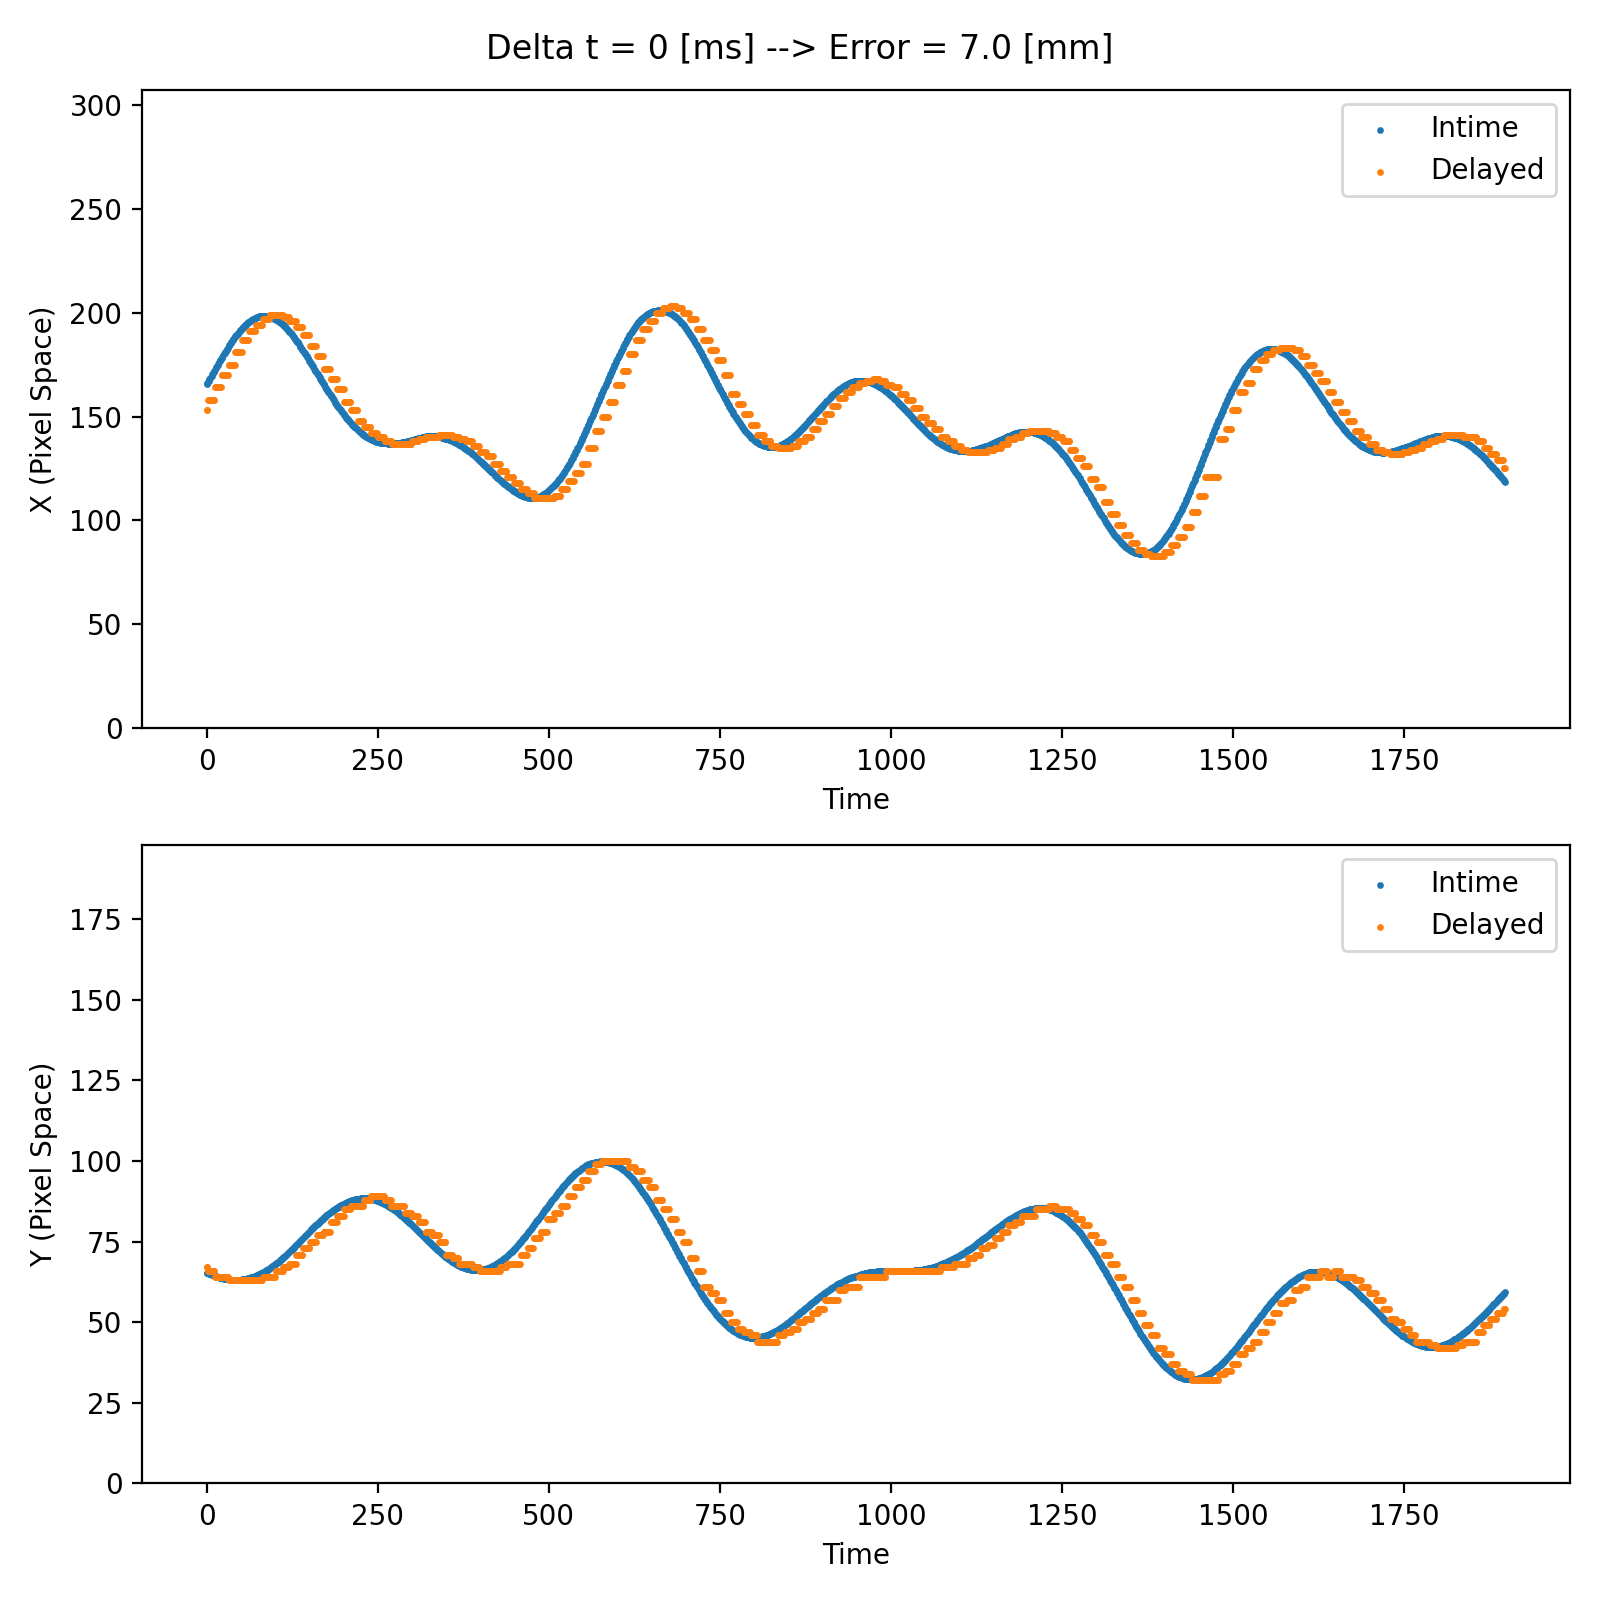 Delta t = 0 [ms] --> Error = 7.0 [mm]
300
250
200
150
100
50
0
X (Pixel Space)
Intime
Delayed
0 250 500 750 1000 1250 1500 1750
Time
175
150
125
100
75
50
25
0
Y (Pixel Space)
Intime
Delayed
0 250 500 750 1000 1250 1500 1750
Time